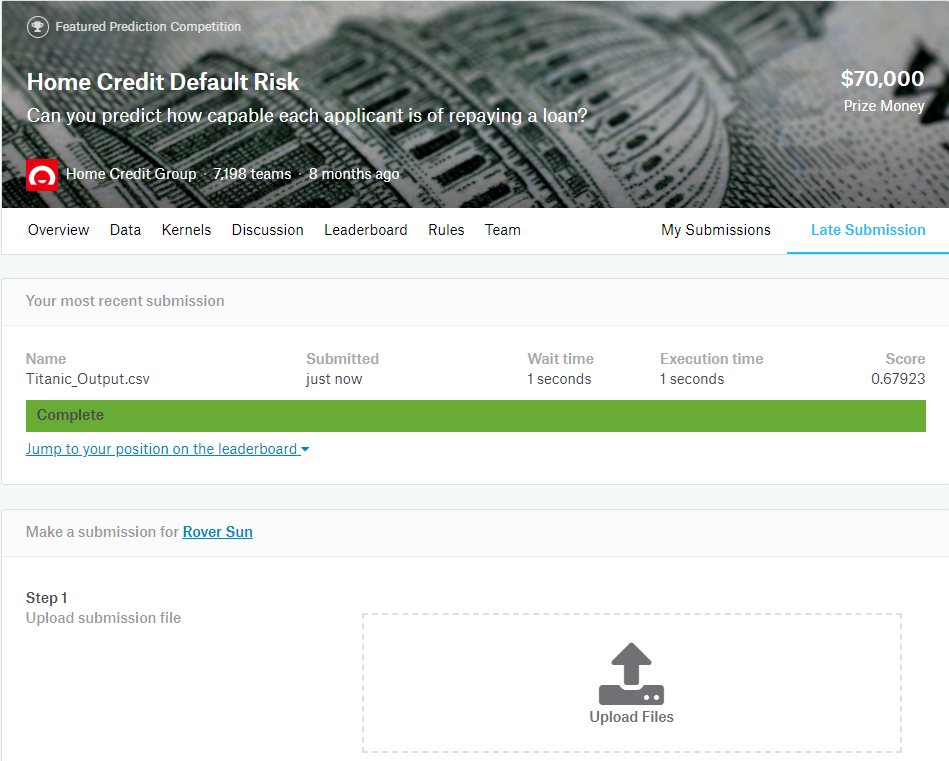 Featured Prediction Competition
Home Credit Default Risk
$70,000
Can you predict how capable each applicant is of repaying a loan?
Prize Money
Home Credit Group · 7,198 teams · 8 months ago
Overview Data Kernels Discussion Leaderboard Rules Team My Submissions Late Submission
Your most recent submission
Name Submitted Wait time Execution time Score
Titanic_Output.csv just now 1 seconds 1 seconds 0.67923
Complete
Jump to your position on the leaderboard
Make a submission for Rover Sun
Step 1
Upload submission file
Upload Files